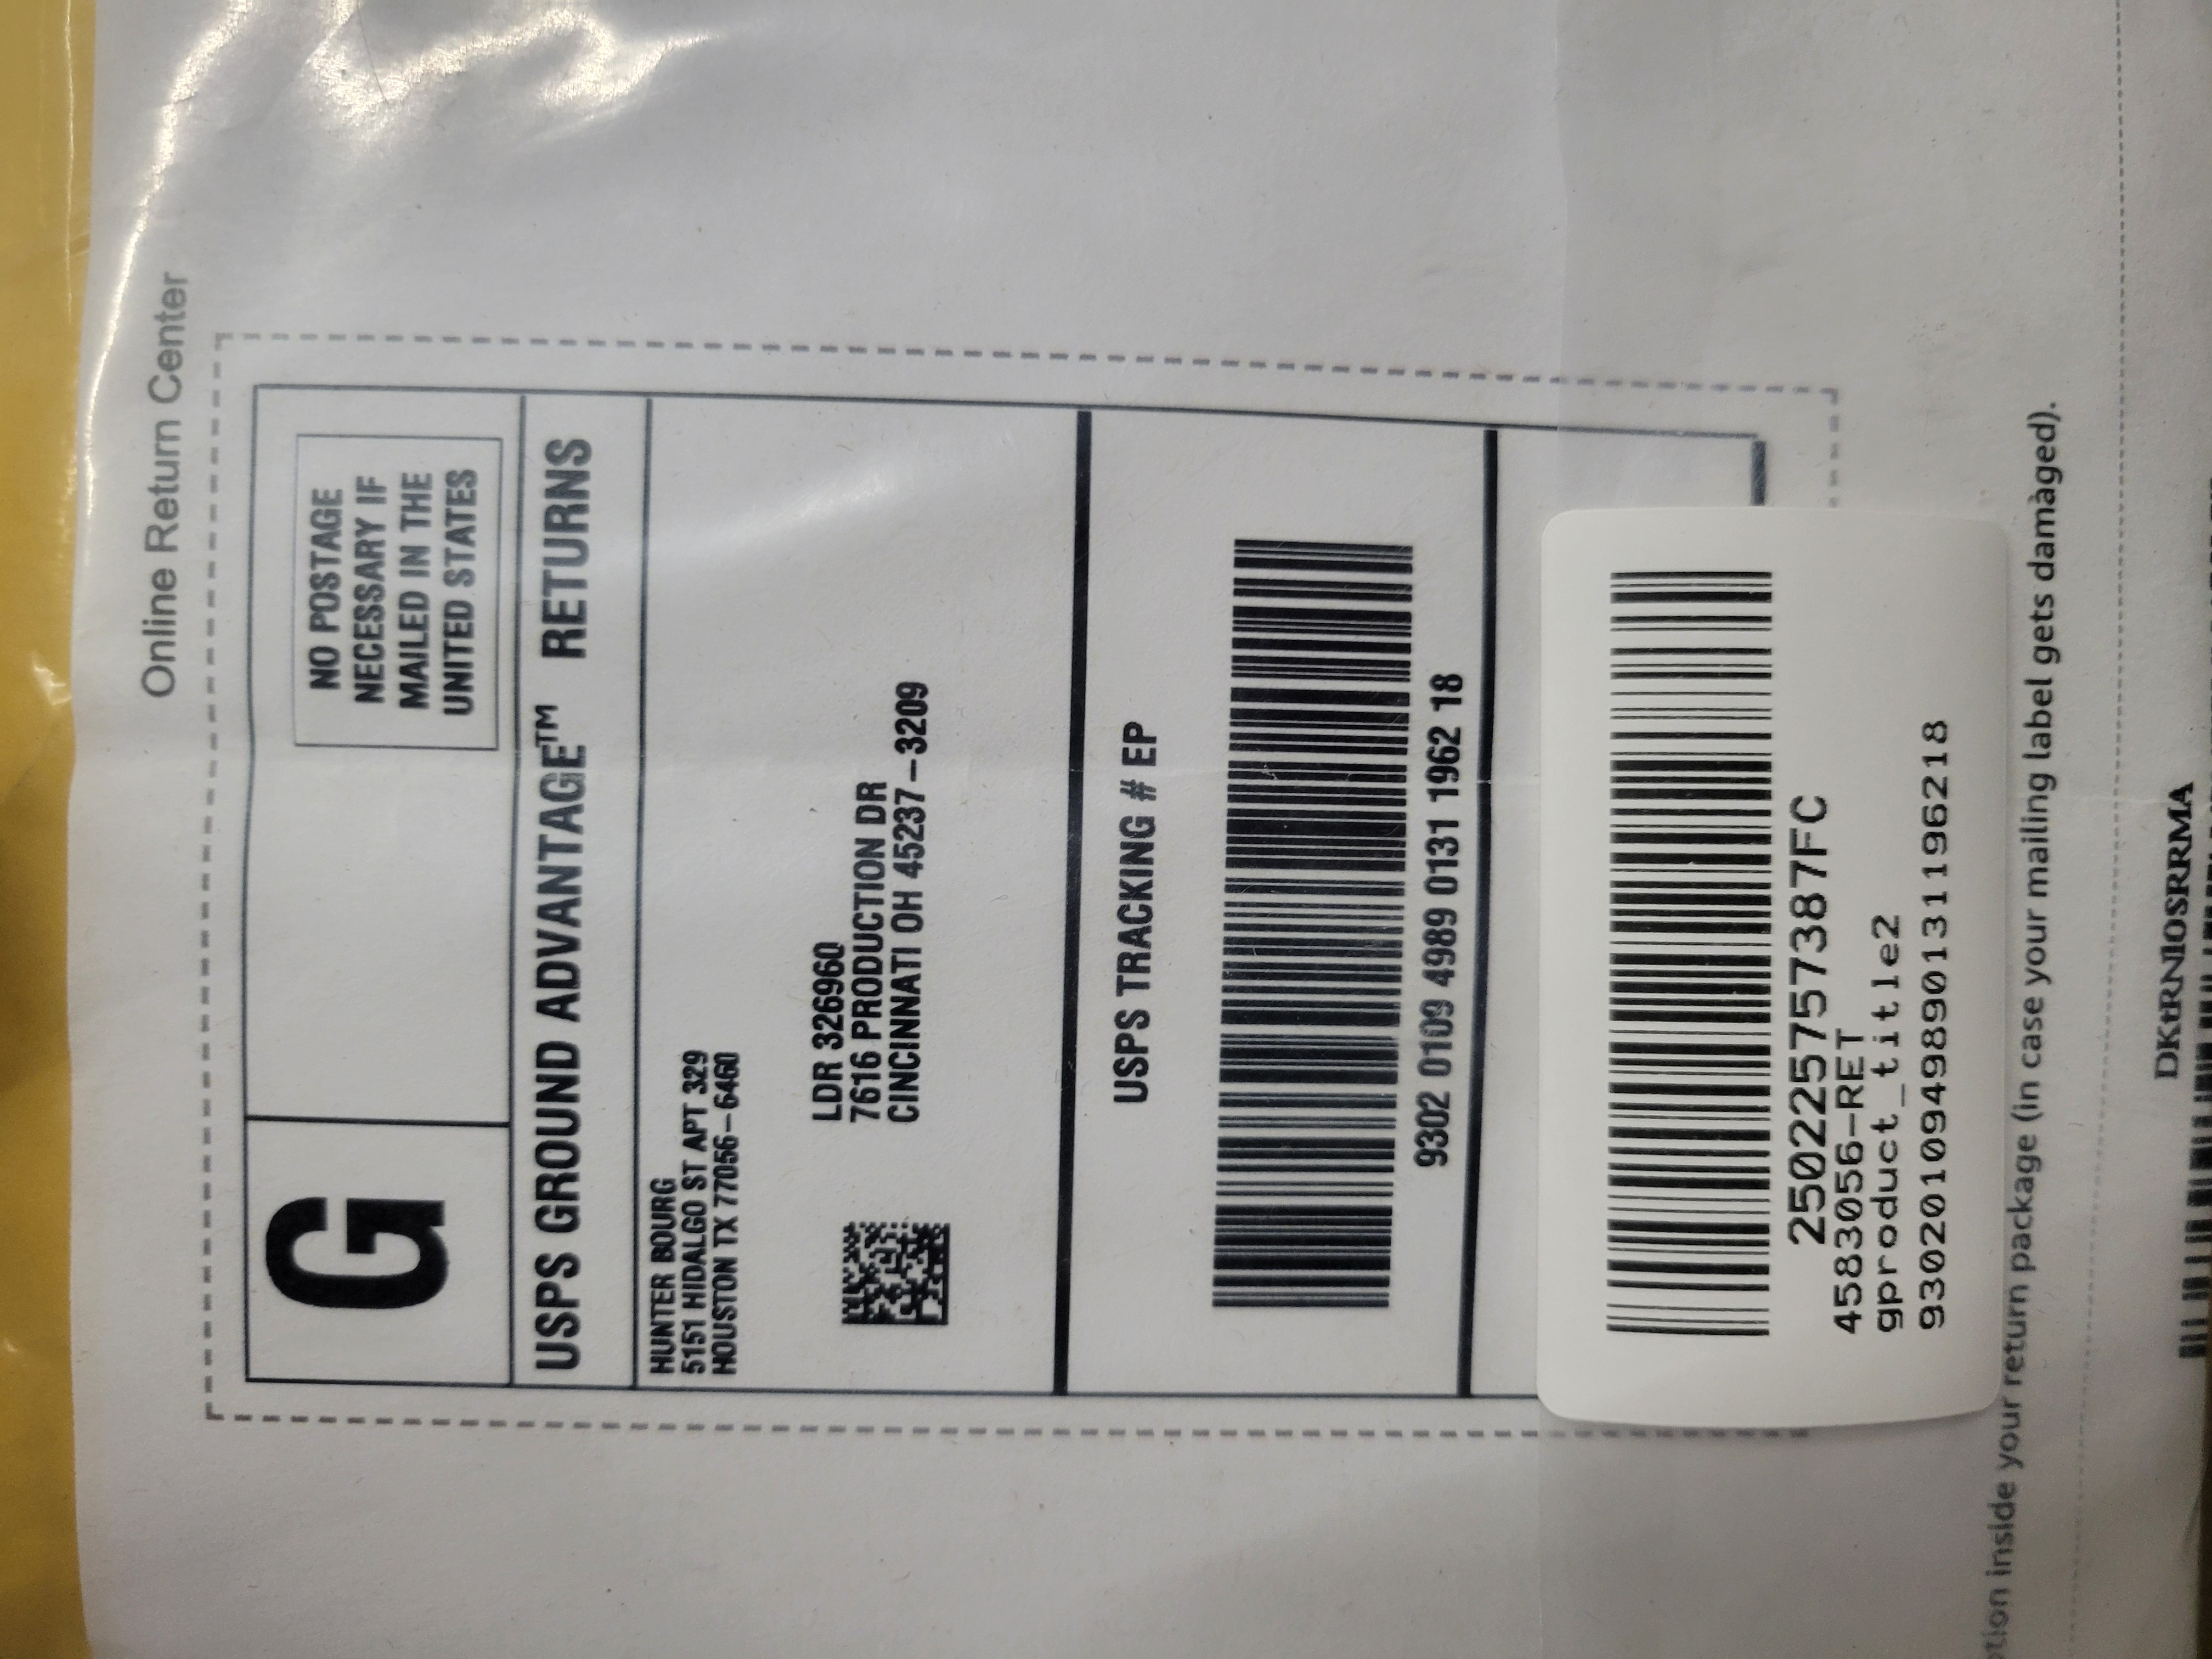 Online Return Center
G
NO POSTAGE
NECESSARY IF
MAILED IN THE
UNITED STATES
USPS GROUND ADVANTAGE™ RETURNS
HUNTER BOURG
5151 HIDALGO ST APT 329
HOUSTON TX 77056-6460
LDR 326960
7616 PRODUCTION DR
CINCINNATI OH 45237-3209
USPS TRACKING # EP
9302 0109 4989 0131 1962 18
25022575738​7FC
4583056-RET
gproduct_title2
9302010949890131196218
inside your return package (in case your mailing label gets damaged).
DKtRNl0SRRMA